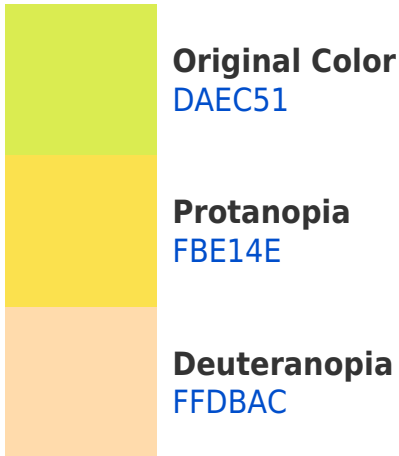 Original Color
DAEC51
Protanopia
FBE14E
Deuteranopia
FFDBAC